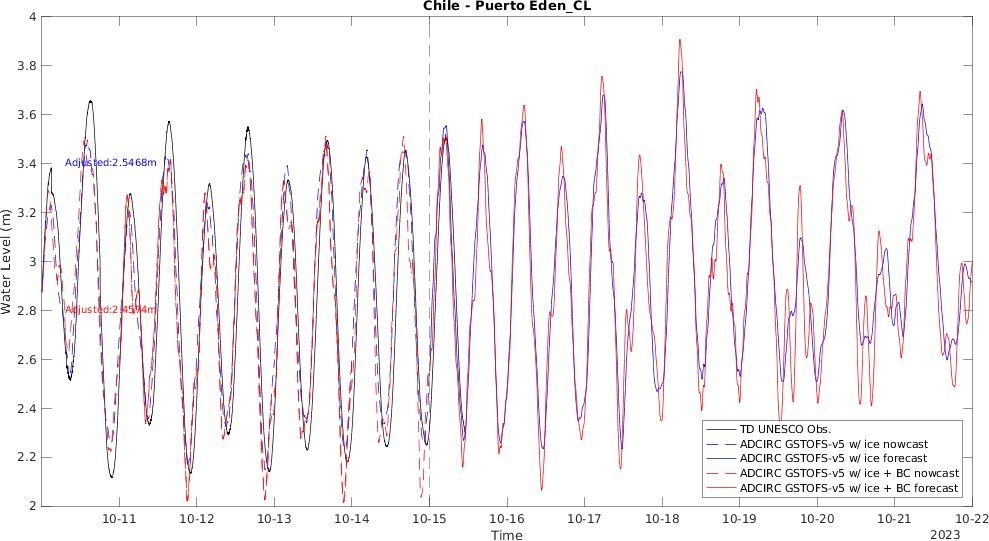 Chile - Puerto Eden_CL
Water Level (m)
4
3.8
3.6
3.4
3.2
3
2.8
2.6
2.4
2.2
2
Adjusted:2.5468m
Adjusted:2.4574m
TD UNESCO Obs.
ADCIRC GSTOFS-v5 w/ ice nowcast
ADCIRC GSTOFS-v5 w/ ice forecast
ADCIRC GSTOFS-v5 w/ ice + BC nowcast
ADCIRC GSTOFS-v5 w/ ice + BC forecast
10-11 10-12 10-13 10-14 10-15 10-16 10-17 10-18 10-19 10-20 10-21 10-22
Time
2023